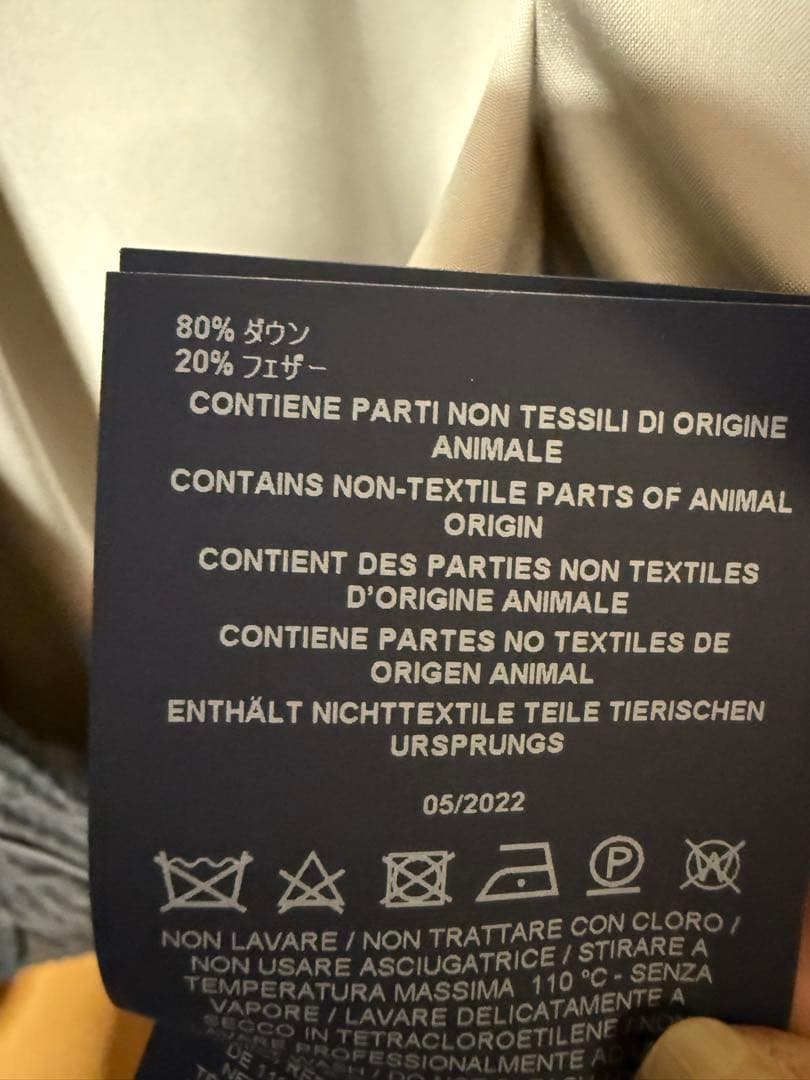 80% ダウン
20% フェザー
CONTIENE PARTI NON TESSILI DI ORIGINE
ANIMALE
CONTAINS NON-TEXTILE PARTS OF ANIMAL
ORIGIN
CONTIENT DES PARTIES NON TEXTILES
D'ORIGINE ANIMALE
CONTIENE PARTES NO TEXTILES DE
ORIGEN ANIMAL
ENTHÄLT NICHTTEXTILE TEILE TIERISCHEN
URSPRUNGS
05/2022
P W
NON LAVARE / NON TRATTARE CON CLORO /
NON USARE ASCIUGATRICE / STIRARE A
TEMPERATURA MASSIMA 110 °C - SENZA
VAPORE / LAVARE DELICATAMENTE A
SECCO IN TETRACLOROETILENE /
PROFESSIONALMENTE